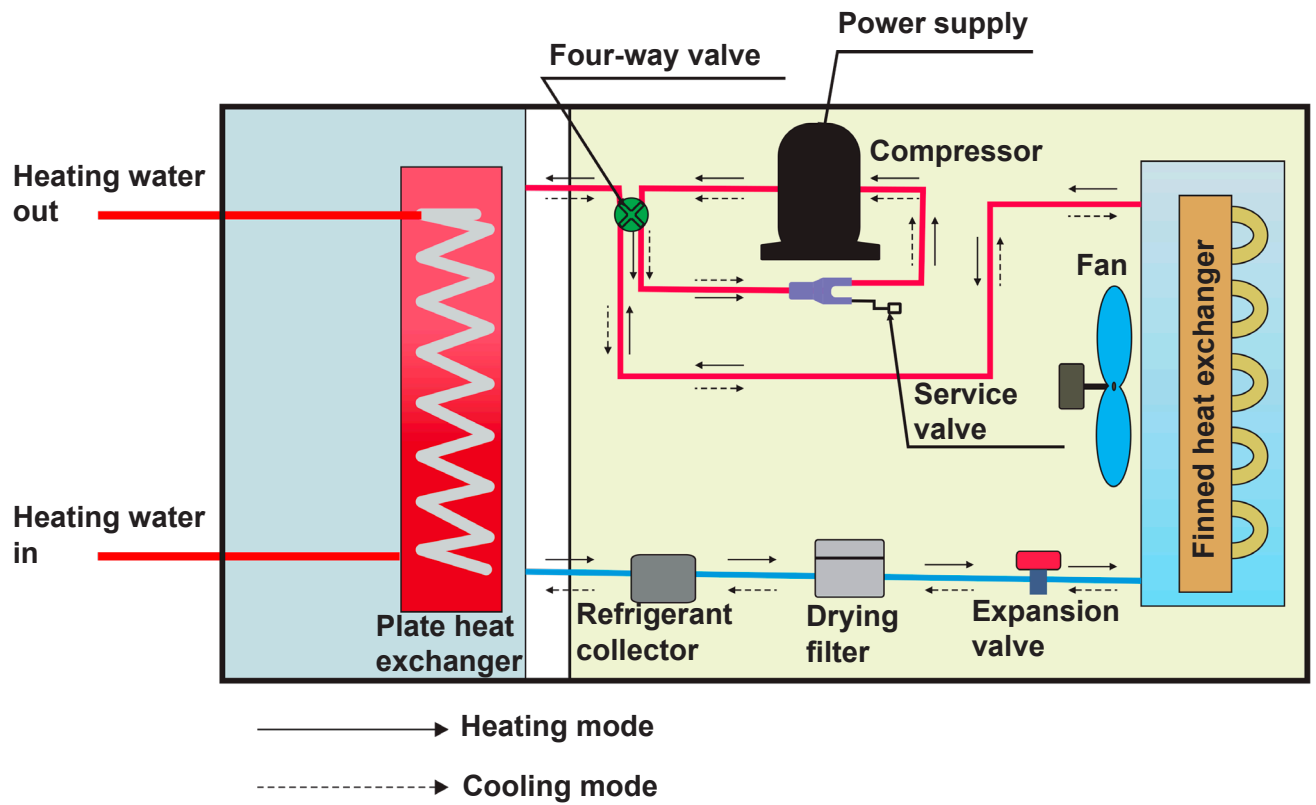 Power supply
Four-way valve
Compressor
Heating water
out
Fan
Finned heat exchanger
Service
valve
Heating water
in
Plate heat
exchanger
Refrigerant
collector
Drying
filter
Expansion
valve
Heating mode
Cooling mode